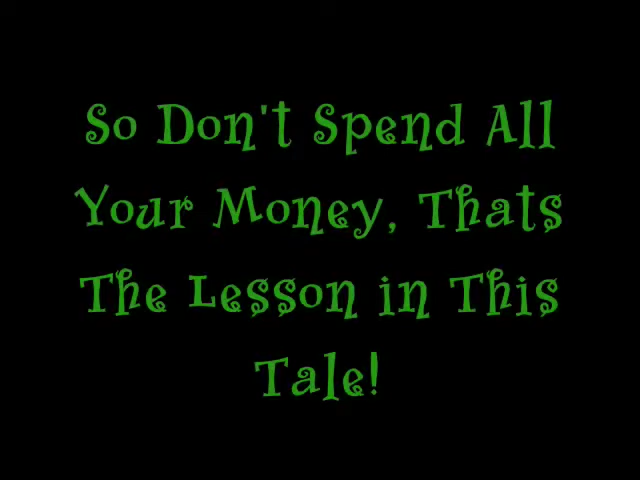 So Don't Spend All
Your Money, Thats
The Lesson in This
Tale!